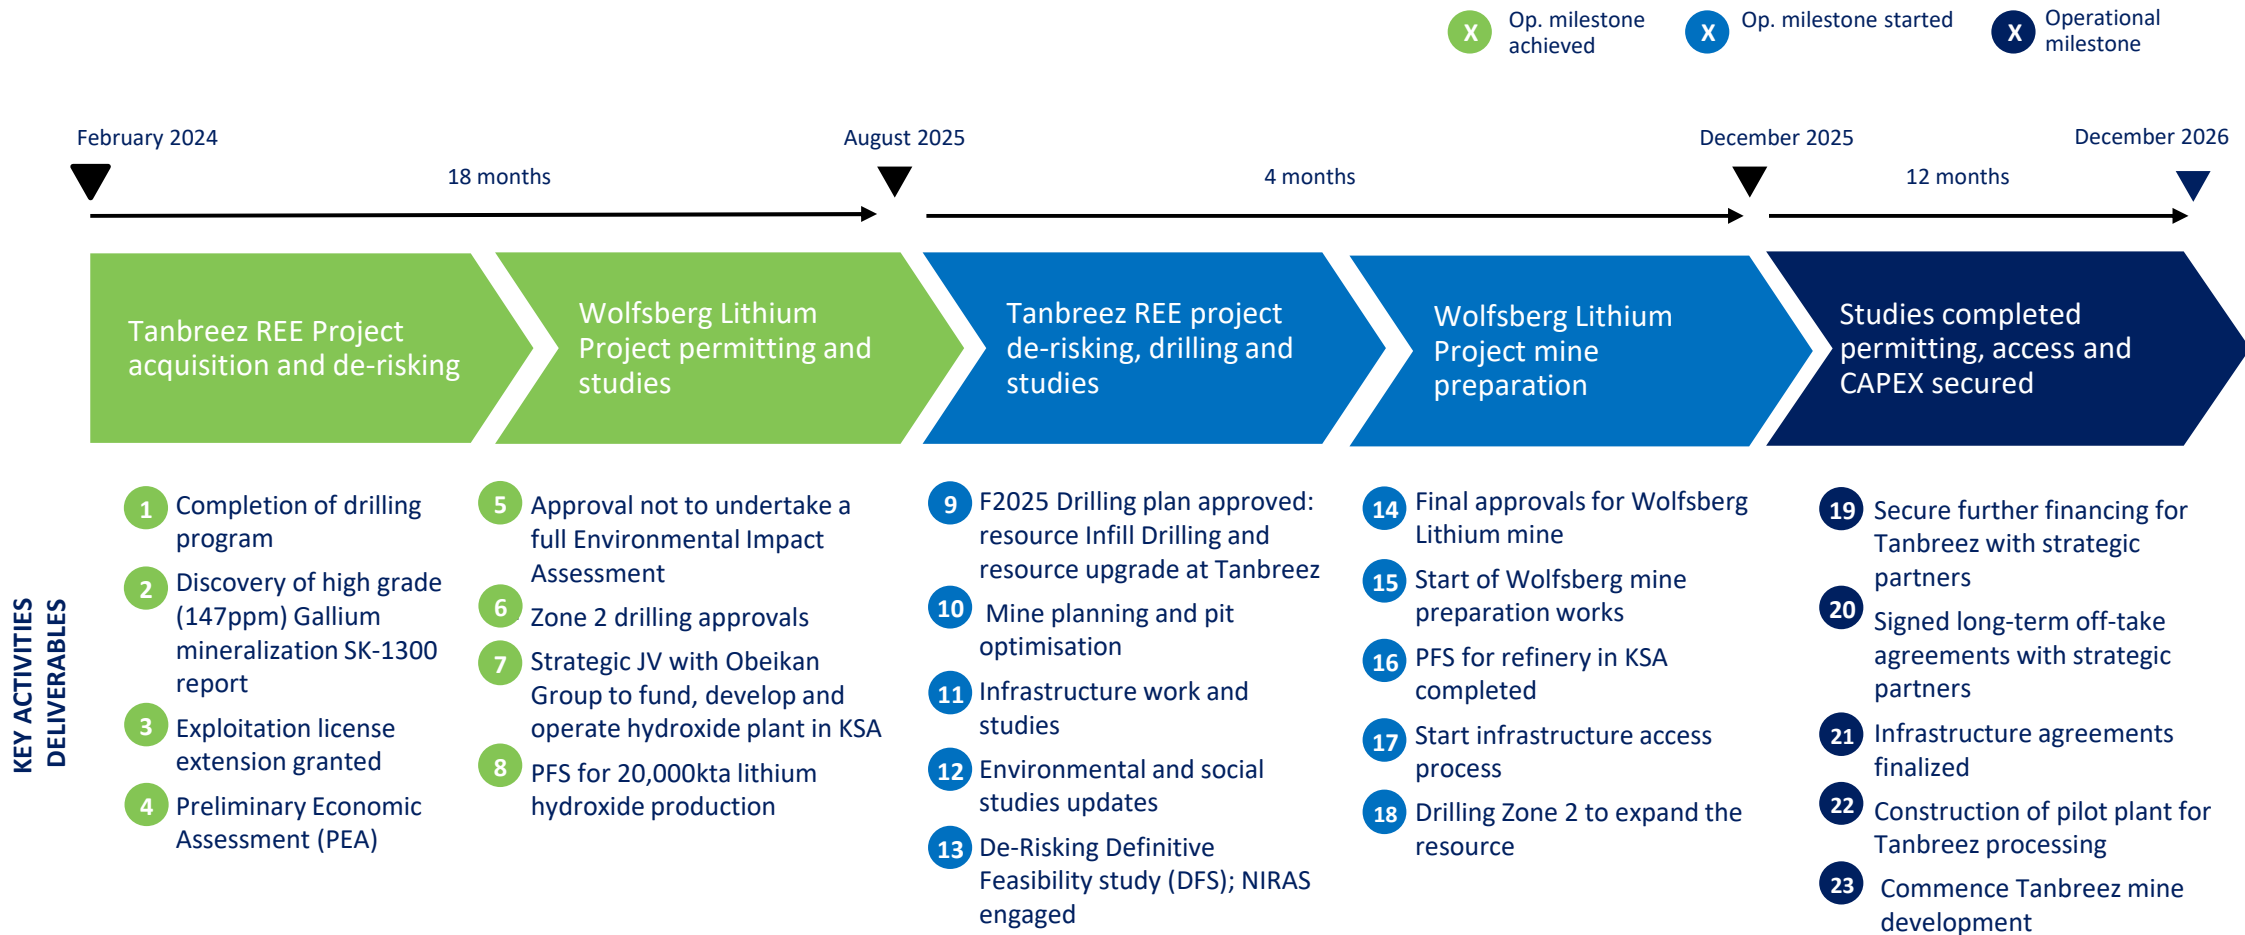 X Op. milestone
achieved
X Op. milestone started
X Operational
milestone
February 2024
August 2025
December 2025
December 2026
18 months
4 months
12 months
Tanbreez REE Project
acquisition and de-risking
Wolfsberg Lithium
Project permitting and
studies
Tanbreez REE project
de-risking, drilling and
studies
Wolfsberg Lithium
Project mine
preparation
Studies completed
permitting, access and
CAPEX secured
KEY ACTIVITIES
DELIVERABLES
1 Completion of drilling
program
2 Discovery of high grade
(147ppm) Gallium
mineralization SK-1300
report
3 Exploitation license
extension granted
4 Preliminary Economic
Assessment (PEA)
5 Approval not to undertake a
full Environmental Impact
Assessment
6 Zone 2 drilling approvals
7 Strategic JV with Obeikan
Group to fund, develop and
operate hydroxide plant in KSA
8 PFS for 20,000kta lithium
hydroxide production
9 F2025 Drilling plan approved:
resource Infill Drilling and
resource upgrade at Tanbreez
10 Mine planning and pit
optimisation
11 Infrastructure work and
studies
12 Environmental and social
studies updates
13 De-Risking Definitive
Feasibility study (DFS); NIRAS
engaged
14 Final approvals for Wolfsberg
Lithium mine
15 Start of Wolfsberg mine
preparation works
16 PFS for refinery in KSA
completed
17 Start infrastructure access
process
18 Drilling Zone 2 to expand the
resource
19 Secure further financing for
Tanbreez with strategic
partners
20 Signed long-term off-take
agreements with strategic
partners
21 Infrastructure agreements
finalized
22 Construction of pilot plant for
Tanbreez processing
23 Commence Tanbreez mine
development